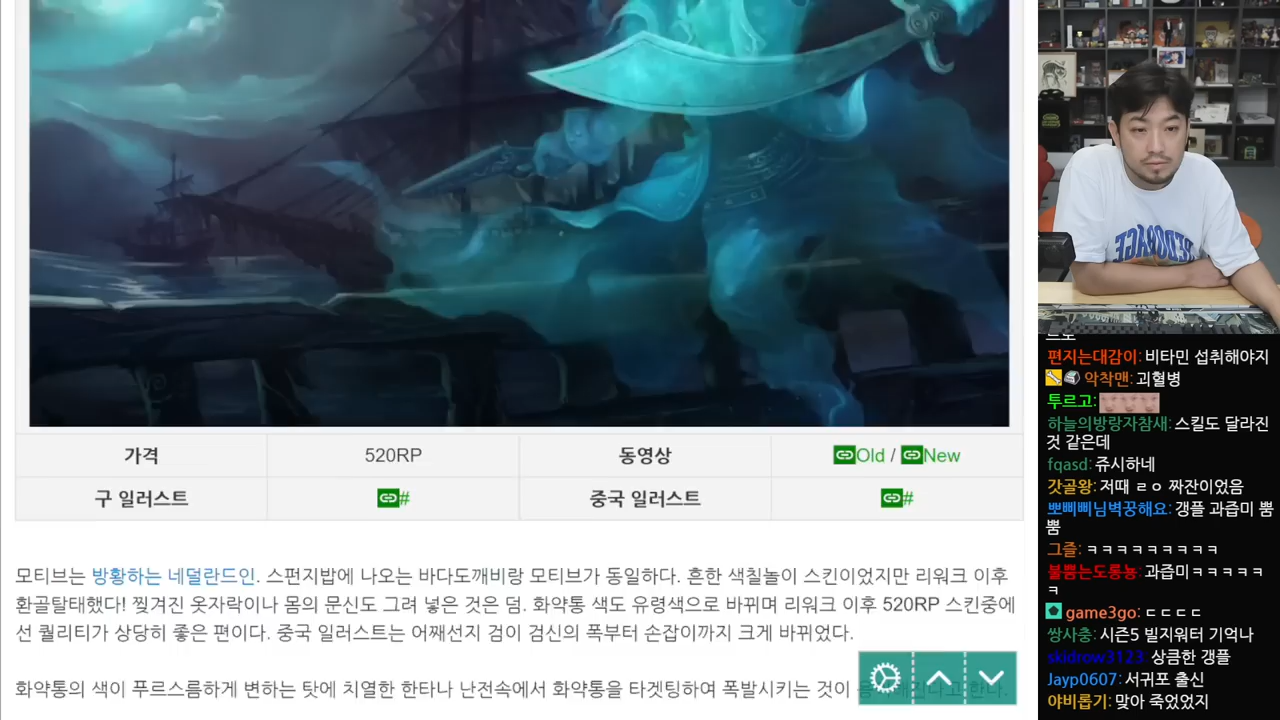 가격 520RP 동영상 Old / New
구 일러스트 # 중국 일러스트 #
모티브는 방황하는 네덜란드인. 스펀지밥에 나오는 바다도깨비랑 모티브가 동일하다. 흔한 색칠놀이 스킨이었지만 리워크 이후
환골탈태했다! 찢겨진 옷자락이나 몸의 문신도 그려 넣은 것은 덤. 화약통 색도 유령색으로 바뀌며 리워크 이후 520RP 스킨중에
선 퀄리티가 상당히 좋은 편이다. 중국 일러스트는 어째선지 검이 검신의 폭부터 손잡이까지 크게 바뀌었다.
화약통의 색이 푸르스름하게 변하는 탓에 치열한 한타나 난전속에서 화약통을 타겟팅하여 폭발시키는 것이
편지는대감이: 비타민 섭취해야지
악착맨: 괴혈병
투르고:
하늘의방랑자참새: 스킬도 달라진
것 같은데
fqasd: 쥬시하네
갓골왕: 저때 ㄹㅇ 짜잔이었음
뽀삐삐님벽꿍해요: 갱플 과즙미 뿜
뿜
그즐: ㅋㅋㅋㅋㅋㅋㅋㅋㅋ
불뿜는도롱뇽: 과즙미ㅋㅋㅋㅋㅋ
ㅋ
game3go: ㄷㄷㄷㄷ
쌍사충: 시즌5 빌지워터 기억나
skidrow3123: 상큼한 갱플
Jayp0607: 서귀포 출신
야비롭기: 맞아 죽었었지